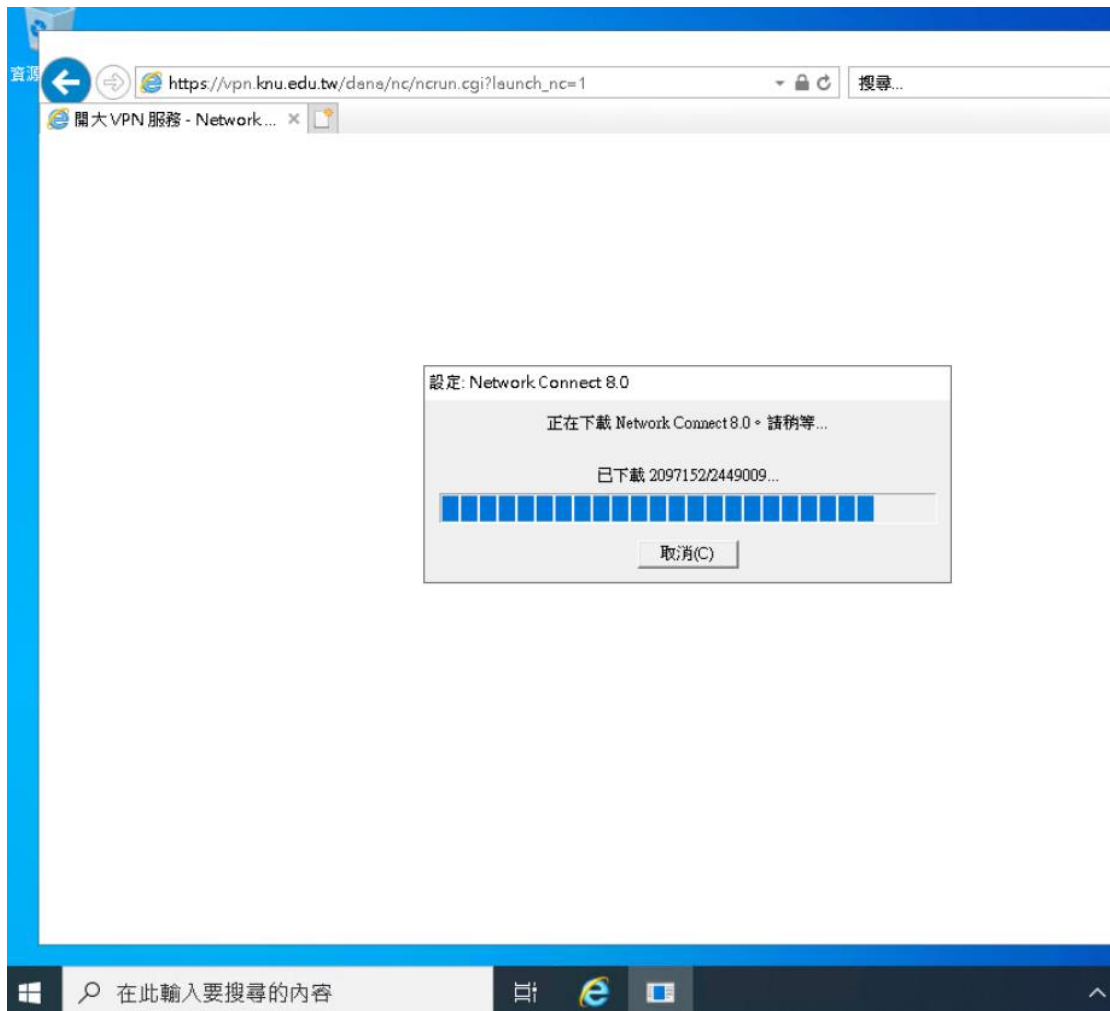 資源
https://vpn.knu.edu.tw/dana/nc/ncrun.cgi?launch_nc=1
搜尋...
開大 VPN 服務 - Network ...
設定: Network Connect 8.0
正在下載 Network Connect 8.0。請稍等...
已下載 2097152/2449009...
取消(C)
在此輸入要搜尋的內容